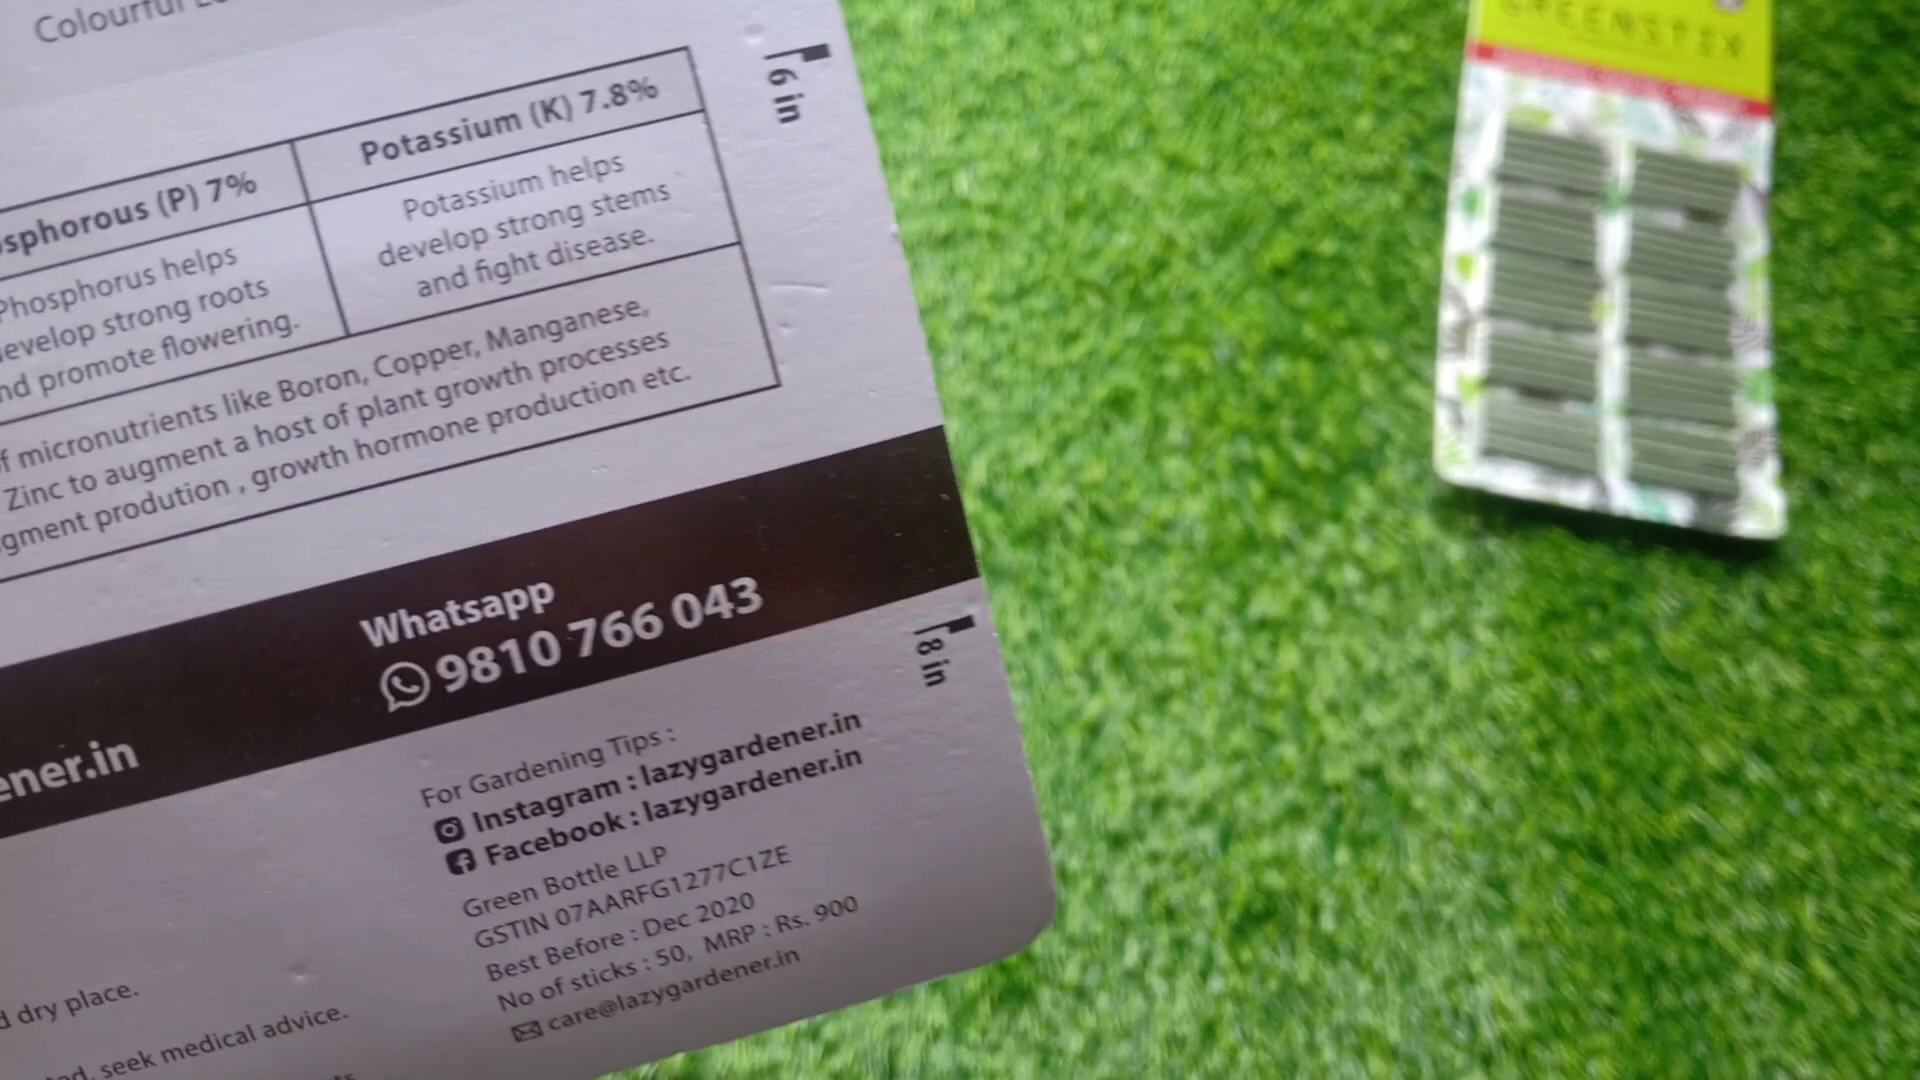 Colourful
6 in
Potassium (K) 7.8%
Potassium helps
develop strong stems
and fight disease.
sphorous (P) 7%
Phosphorus helps
evelop strong roots
nd promote flowering.
f micronutrients like Boron, Copper, Manganese,
Zinc to augment a host of plant growth processes
gment prodution , growth hormone production etc.
Whatsapp
9810 766 043
ener.in
8 in
For Gardening Tips :
Instagram : lazygardener.in
Facebook : lazygardener.in
Green Bottle LLP
GSTIN 07AARFG1277C1ZE
Best Before : Dec 2020
No of sticks : 50, MRP : Rs. 900
care@lazygardener.in
d dry place.
seek medical advice.
GREENSTIX